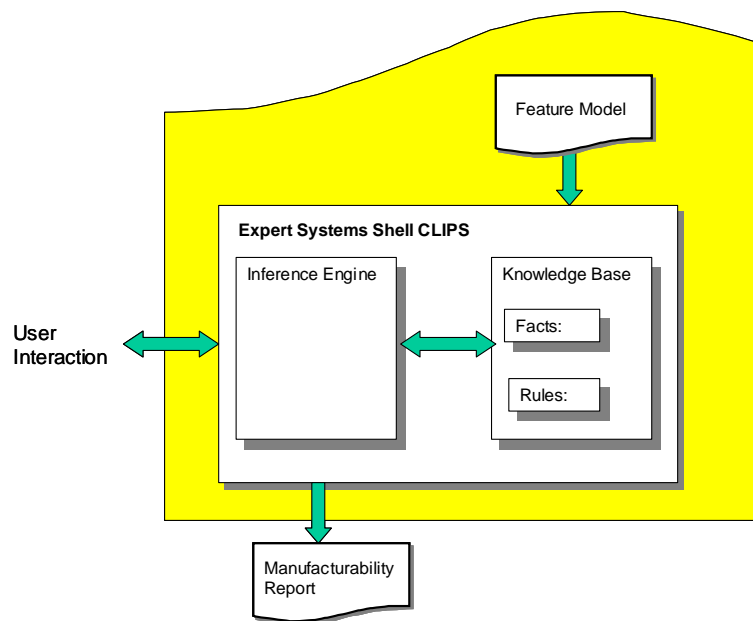 Feature Model
Expert Systems Shell CLIPS
Inference Engine
Knowledge Base
Facts:
Rules:
User
Interaction
Manufacturability
Report